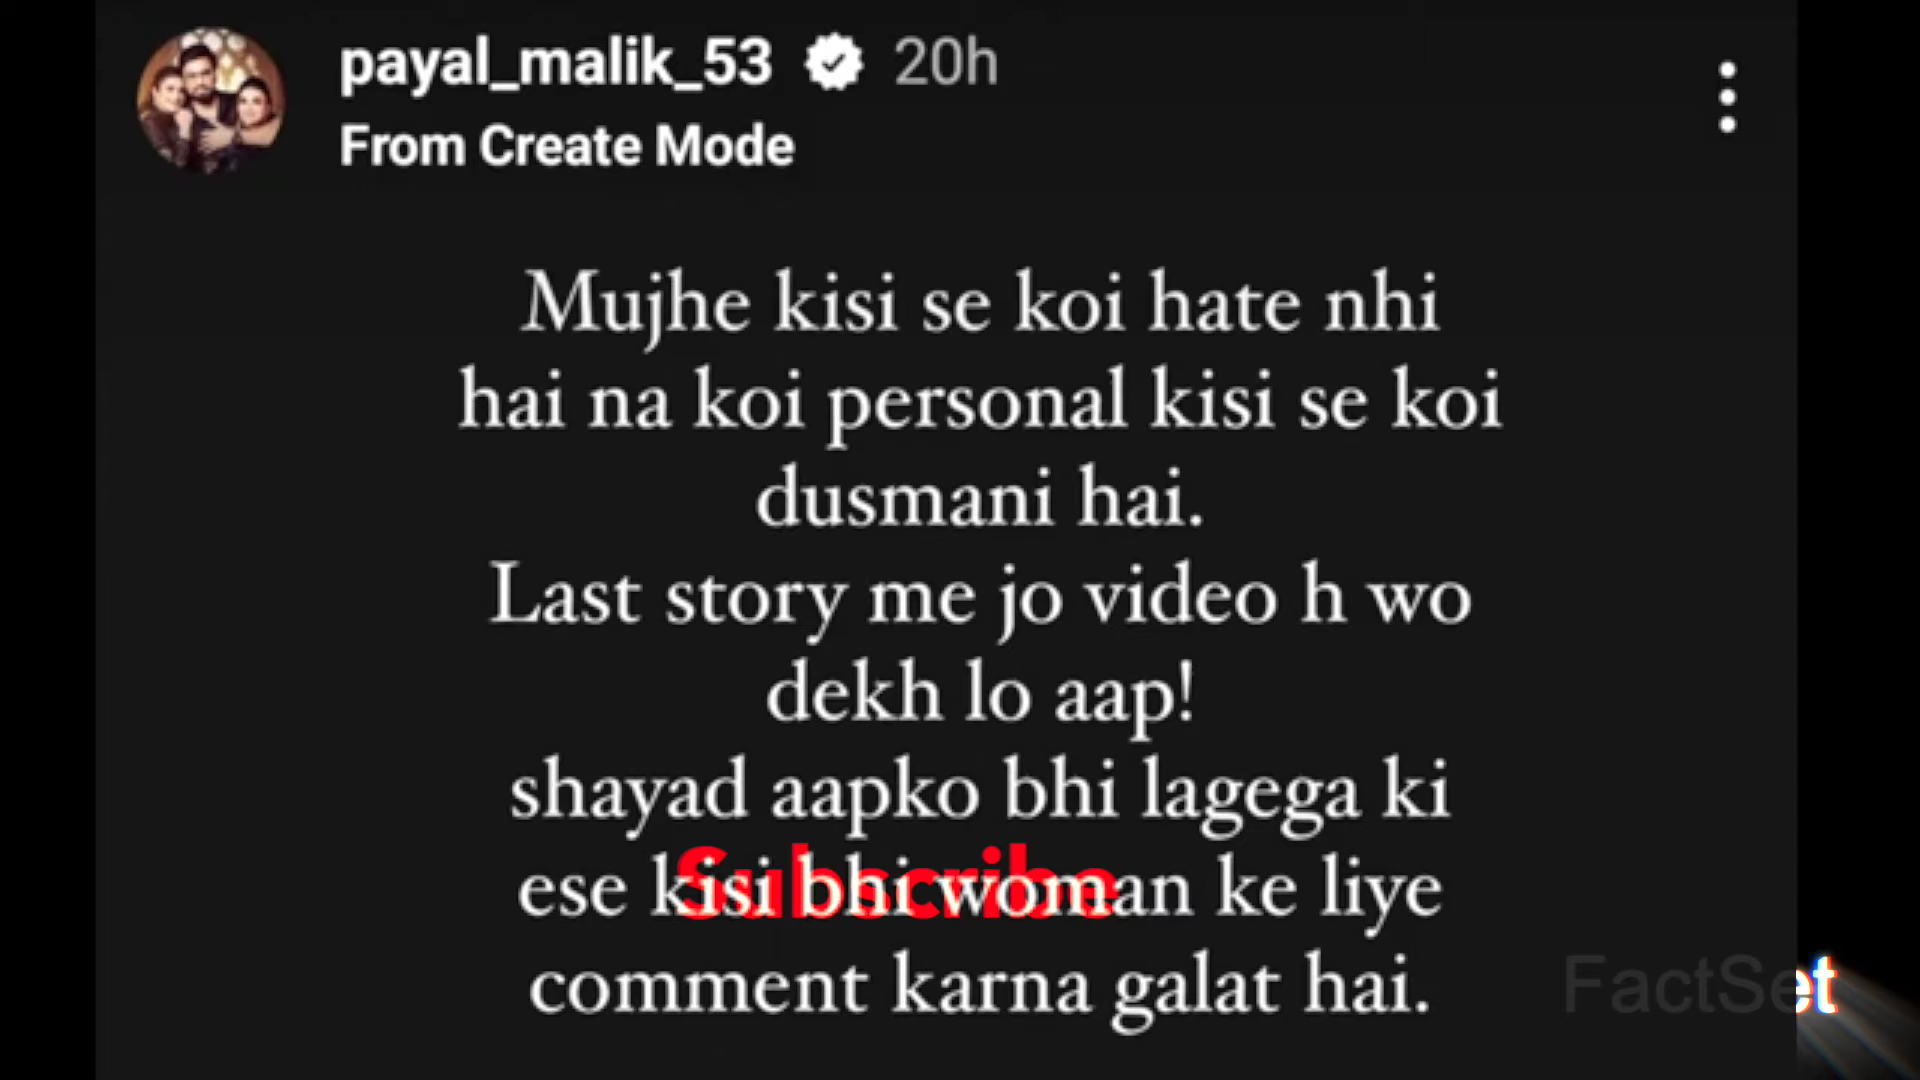 payal_malik_53 20h
From Create Mode
Mujhe kisi se koi hate nhi
hai na koi personal kisi se koi
dusmani hai.
Last story me jo video h wo
dekh lo aap!
shayad aapko bhi lagega ki
ese kisi bhi woman ke liye
Subscribe
comment karna galat hai.
FactSet